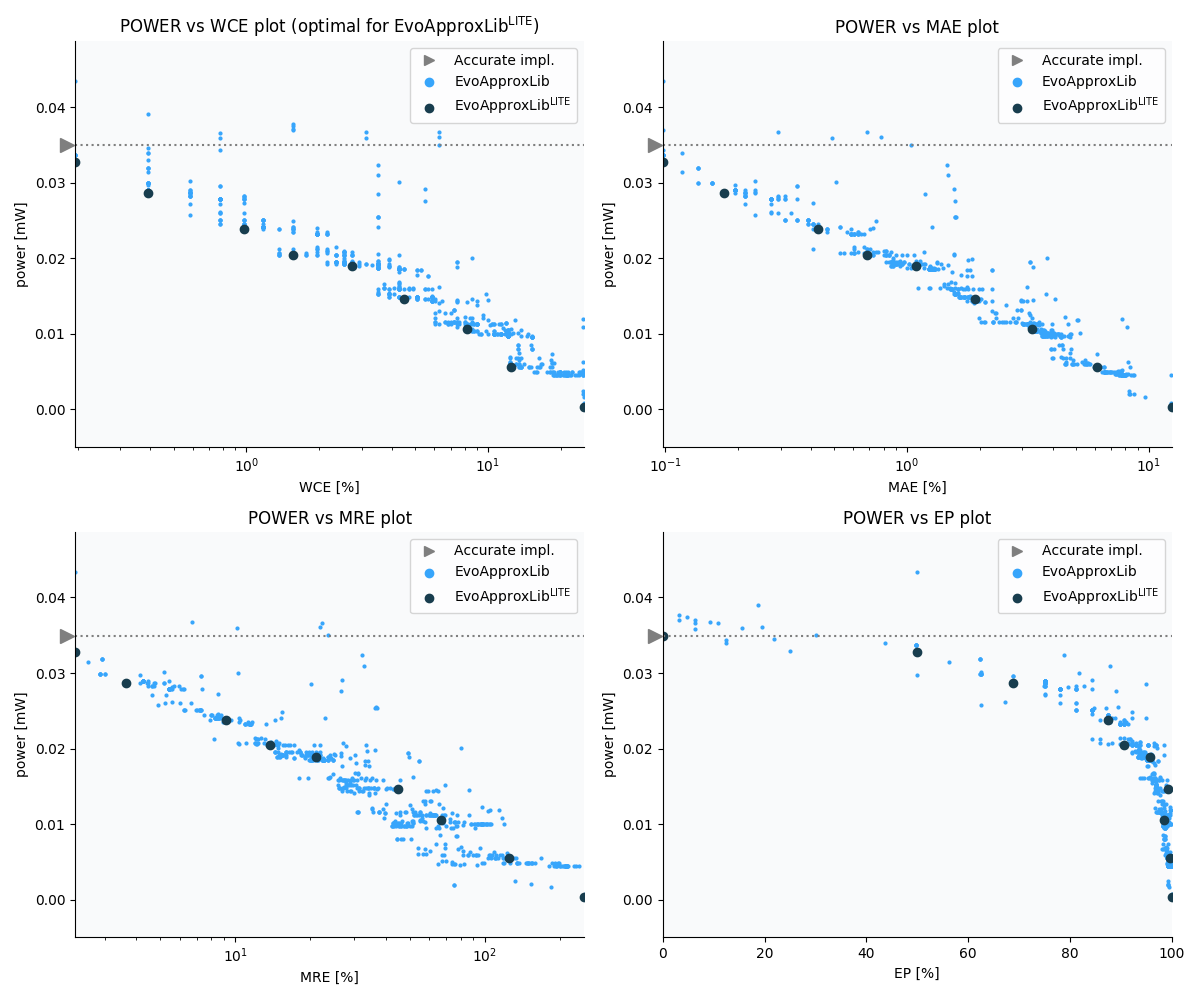 POWER vs WCE plot (optimal for EvoApproxLib^LITE)
Accurate impl.
EvoApproxLib
EvoApproxLib^LITE
0.04
0.03
0.02
0.01
0.00
power [mW]
10^0
10^1
WCE [%]
POWER vs MAE plot
Accurate impl.
EvoApproxLib
EvoApproxLib^LITE
0.04
0.03
0.02
0.01
0.00
power [mW]
10^-1
10^0
10^1
MAE [%]
POWER vs MRE plot
Accurate impl.
EvoApproxLib
EvoApproxLib^LITE
0.04
0.03
0.02
0.01
0.00
power [mW]
10^1
10^2
MRE [%]
POWER vs EP plot
Accurate impl.
EvoApproxLib
EvoApproxLib^LITE
0.04
0.03
0.02
0.01
0.00
power [mW]
0
20
40
60
80
100
EP [%]